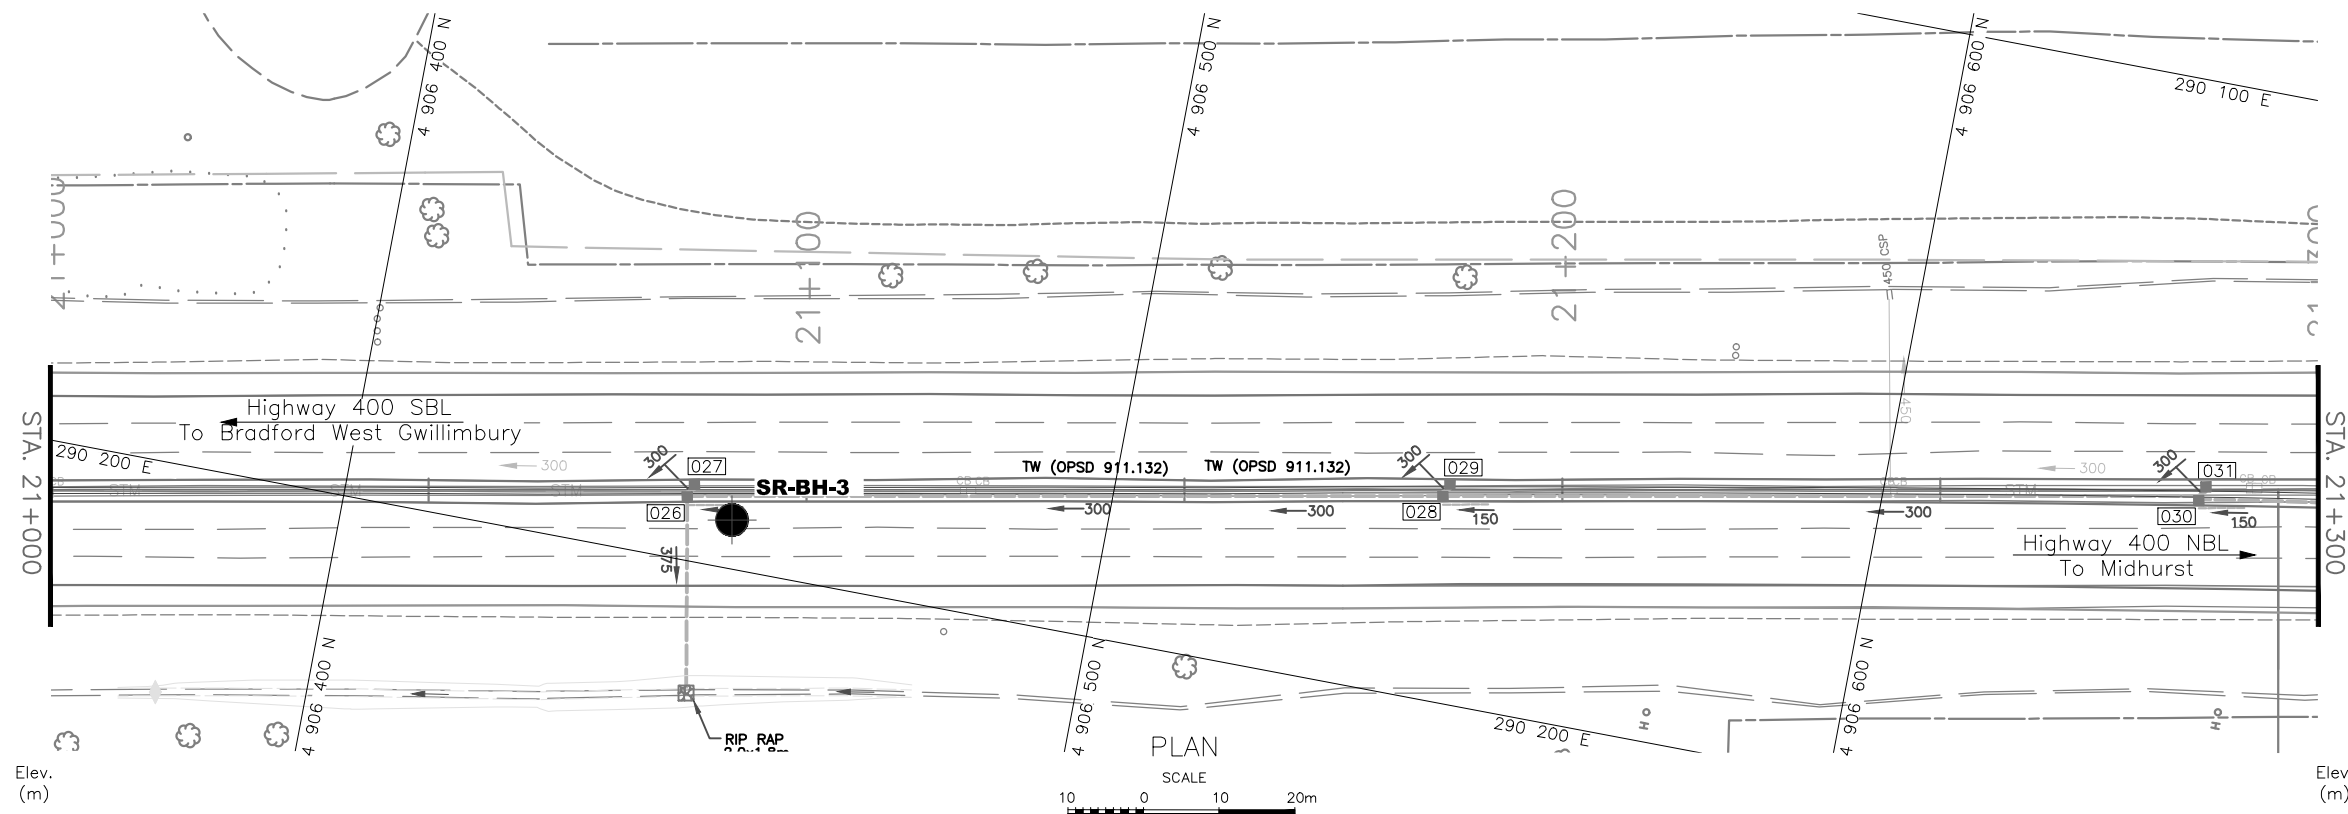 4 906 400 N
4 906 500 N
4 906 600 N
290 100 E
21+100
21+200
450 CSP
STA. 21+000
Highway 400 SBL
To Bradford West Gwillimbury
290 200 E
300
300
027
TW (OPSD 911.132)
TW (OPSD 911.132)
300
029
450
300
300
031
STA. 21+300
STM
STM
STM
SR-BH-3
CB CB
STM
CB CB
026
300
300
028
150
300
030
150
375
Highway 400 NBL
To Midhurst
4 906 400 N
4 906 500 N
4 906 600 N
290 200 E
H
H
RIP RAP
PLAN
SCALE
Elev.
(m)
10 0 10 20m
Elev
(m)